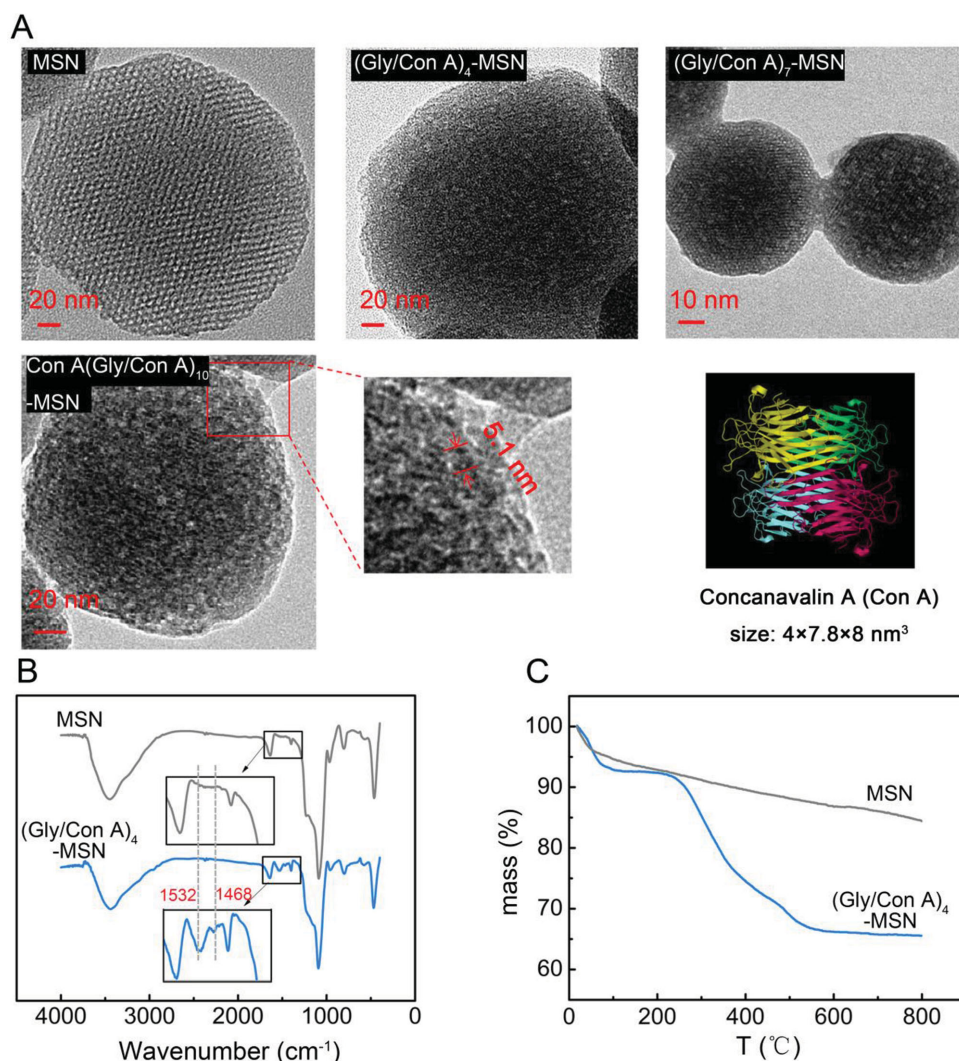 A
MSN
(Gly/Con A)₄-MSN
(Gly/Con A)₇-MSN
20 nm
20 nm
10 nm
Con A(Gly/Con A)₁₀
-MSN
5.1 nm
20 nm
Concanavalin A (Con A)
size: 4×7.8×8 nm³
B
MSN
(Gly/Con A)₄
-MSN
1532
1468
4000
3000
2000
1000
0
Wavenumber (cm⁻¹)
C
100
90
80
70
60
mass (%)
MSN
(Gly/Con A)₄
-MSN
0
200
400
600
800
T (℃)